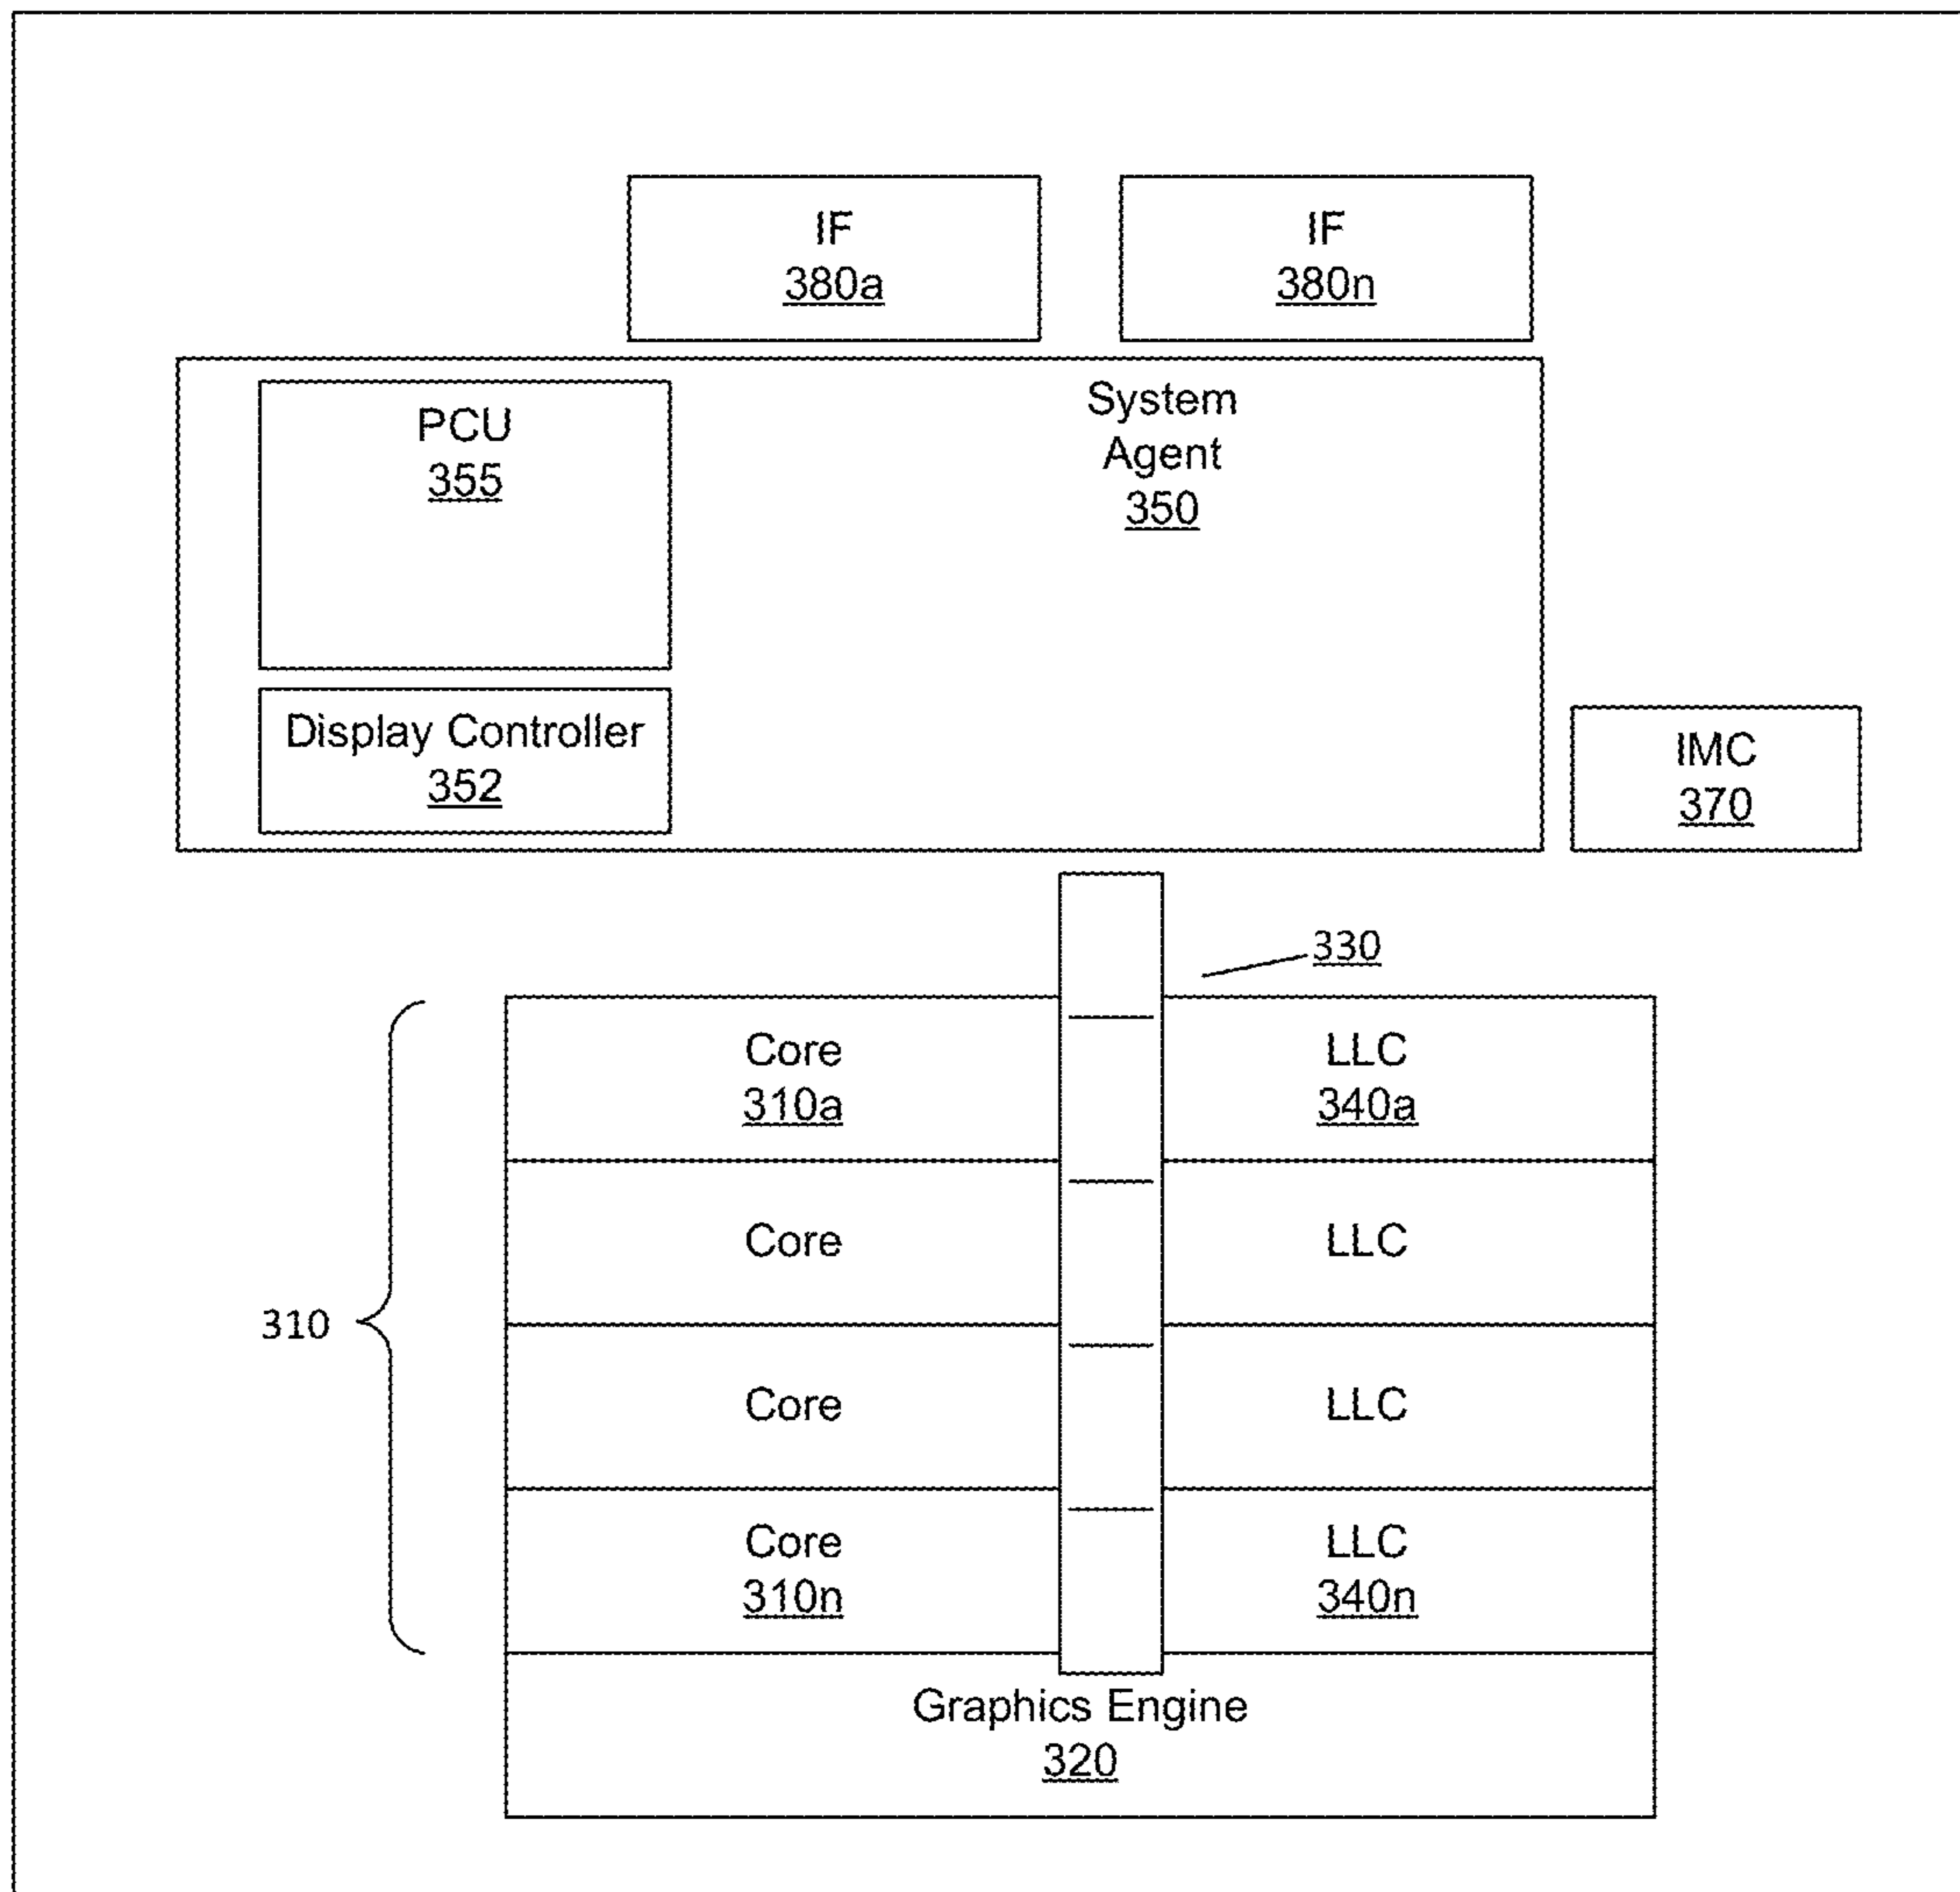 IF
380a
IF
380n
PCU
355
System
Agent
350
Display Controller
352
IMC
370
330
Core
310a
LLC
340a
Core
LLC
310
Core
LLC
Core
310n
LLC
340n
Graphics Engine
320